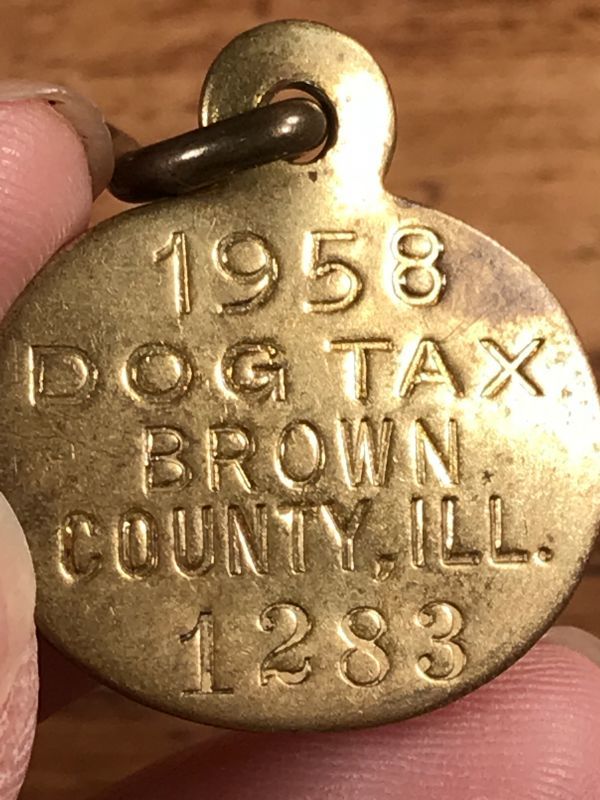 1958
DOG TAX
BROWN
COUNTY, ILL.
1283